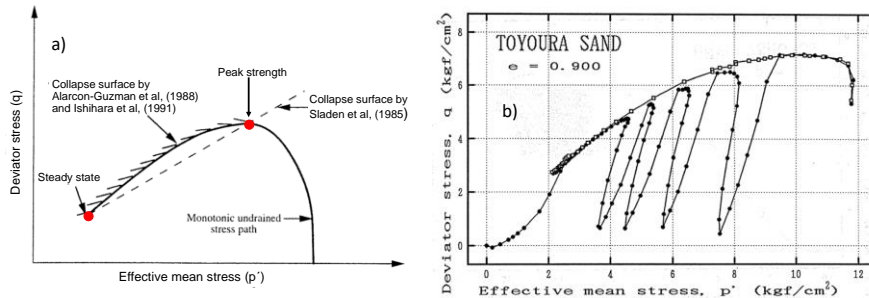 a)
Peak strength
Collapse surface by
Alarcon-Guzman et al, (1988)
and Ishihara et al, (1991)
Collapse surface by
Sladen et al, (1985)
Steady state
Monotonic undrained
stress path
Deviator stress (q)
Effective mean stress (p´)
b)
TOYOURA SAND
e = 0.900
Deviator stress, q (kgf/cm²)
8
6
4
2
0
0 2 4 6 8 10 12
Effective mean stress, p' (kgf/cm²)